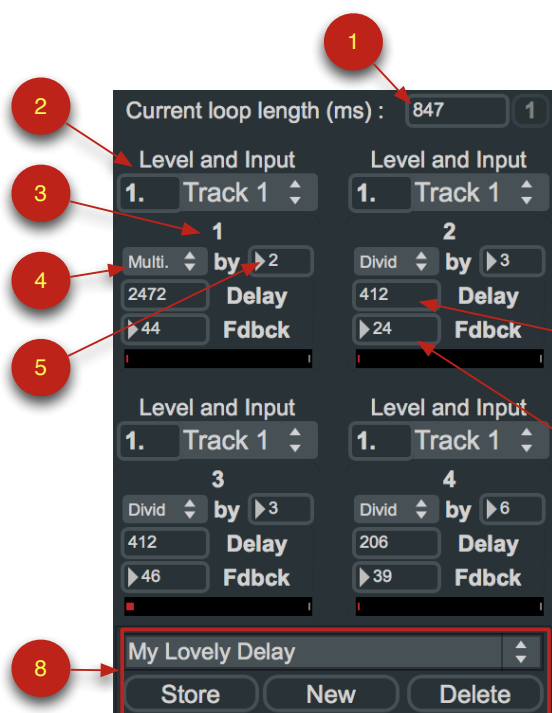 1
Current loop length (ms) : 847 1
2
Level and Input Level and Input
1. Track 1 1. Track 1
3
1 2
4
Multi. by 2 Divid by 3
2472 Delay 412 Delay
44 Fdbck 24 Fdbck
5
Level and Input Level and Input
1. Track 1 1. Track 1
3 4
Divid by 3 Divid by 6
412 Delay 206 Delay
46 Fdbck 39 Fdbck
8
My Lovely Delay
Store New Delete